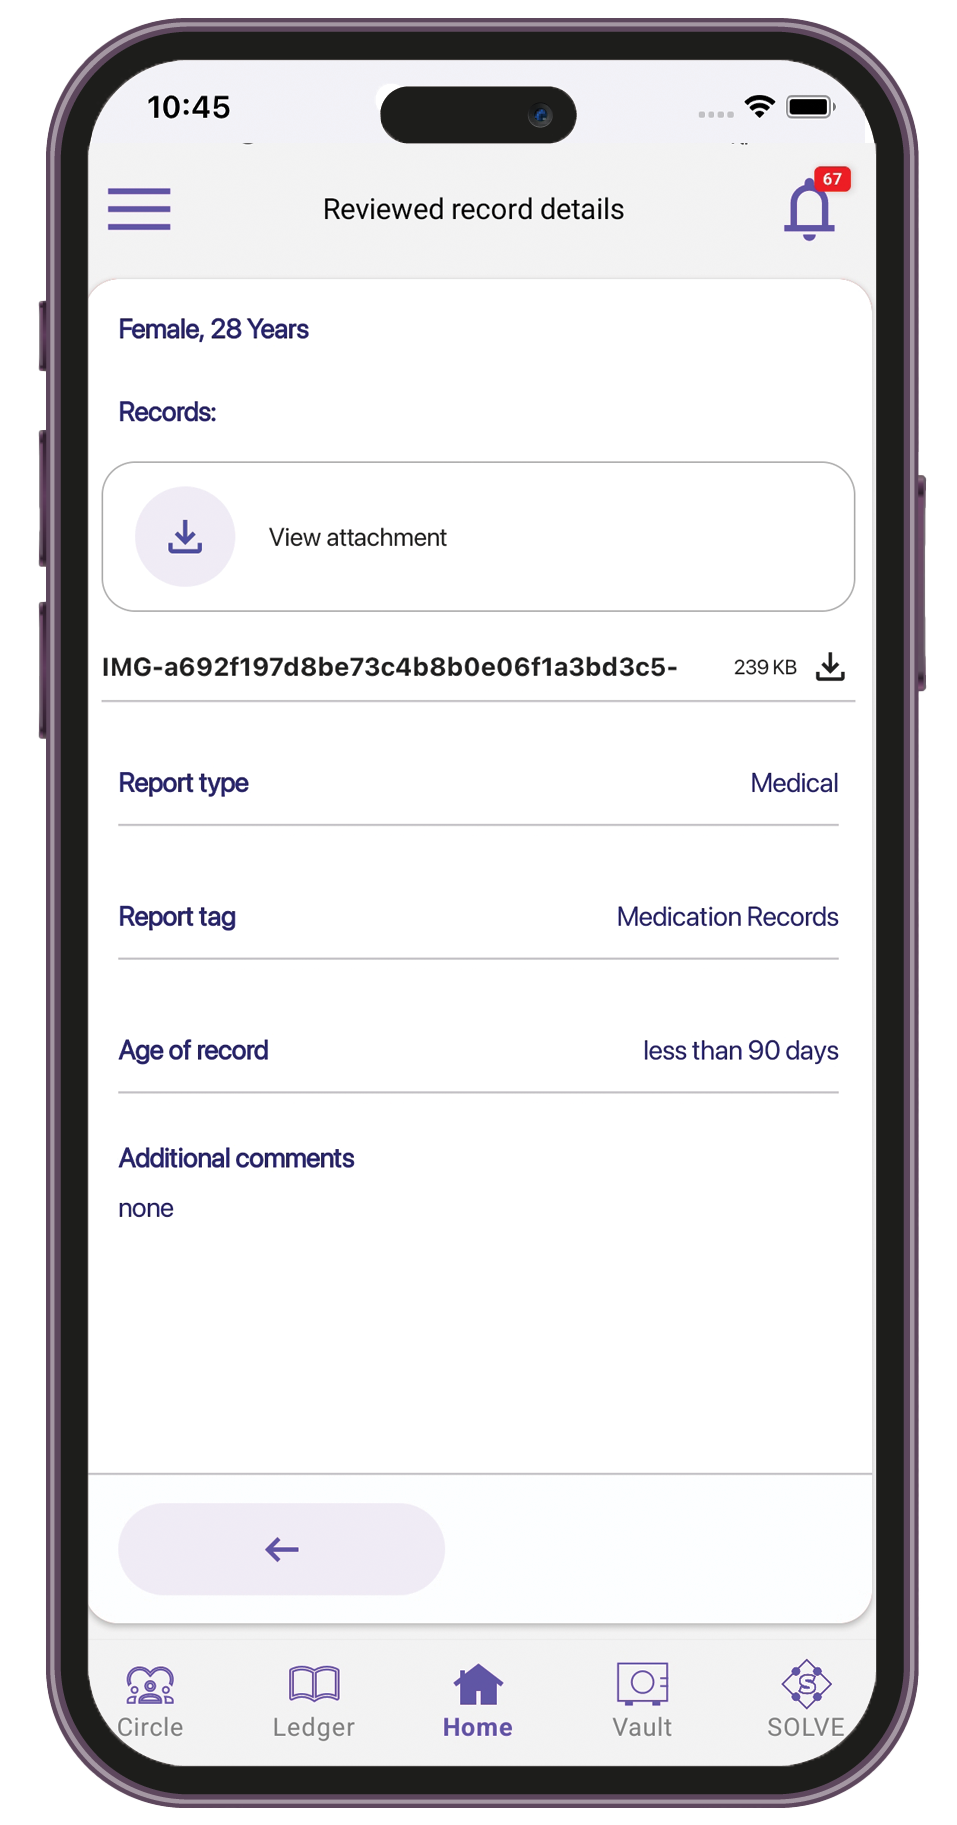 10:45
Reviewed record details
67
Female, 28 Years
Records:
View attachment
IMG-a692f197d8be73c4b8b0e06f1a3bd3c5-
239 KB
Report type
Medical
Report tag
Medication Records
Age of record
less than 90 days
Additional comments
none
Circle
Ledger
Home
Vault
S
SOLVE